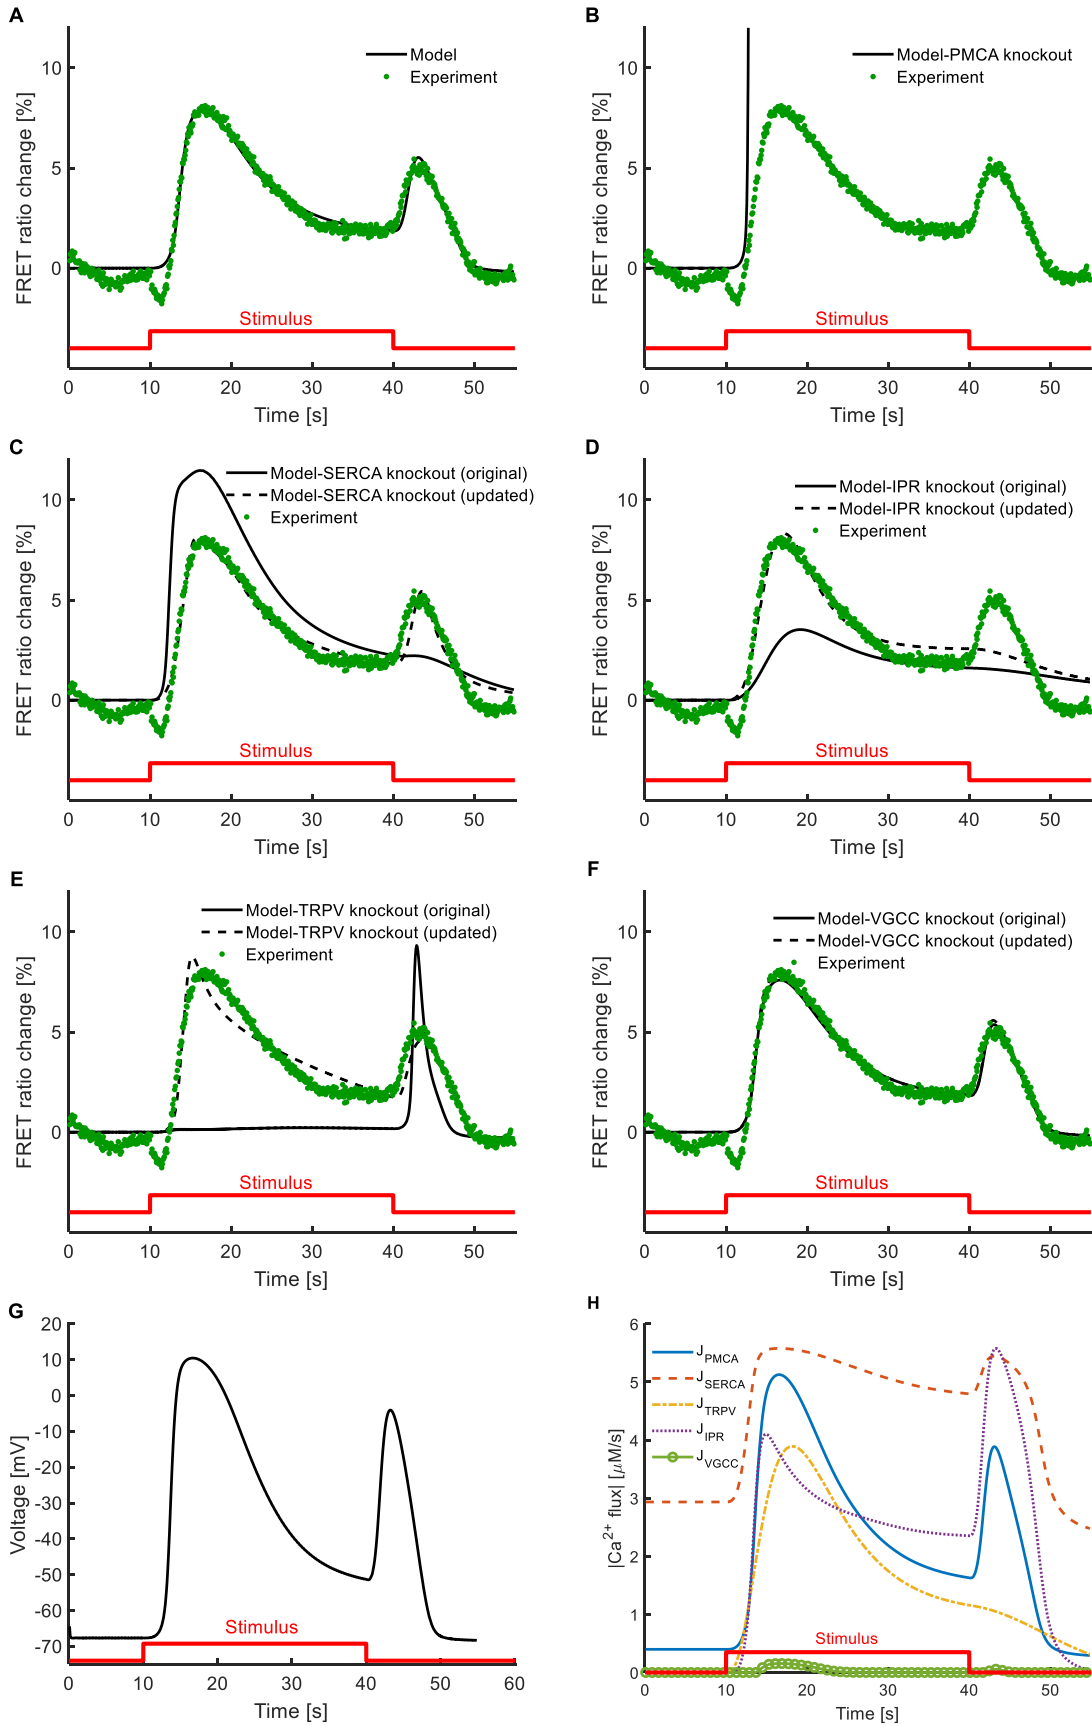 A
Model
Experiment
FRET ratio change [%]
10
5
0
Stimulus
0 10 20 30 40 50
Time [s]
B
Model-PMCA knockout
Experiment
FRET ratio change [%]
10
5
0
Stimulus
0 10 20 30 40 50
Time [s]
C
Model-SERCA knockout (original)
Model-SERCA knockout (updated)
Experiment
FRET ratio change [%]
10
5
0
Stimulus
0 10 20 30 40 50
Time [s]
D
Model-IPR knockout (original)
Model-IPR knockout (updated)
Experiment
FRET ratio change [%]
10
5
0
Stimulus
0 10 20 30 40 50
Time [s]
E
Model-TRPV knockout (original)
Model-TRPV knockout (updated)
Experiment
FRET ratio change [%]
10
5
0
Stimulus
0 10 20 30 40 50
Time [s]
F
Model-VGCC knockout (original)
Model-VGCC knockout (updated)
Experiment
FRET ratio change [%]
10
5
0
Stimulus
0 10 20 30 40 50
Time [s]
G
Voltage [mV]
20
10
0
-10
-20
-30
-40
-50
-60
-70
Stimulus
0 10 20 30 40 50 60
Time [s]
H
J_PMCA
J_SERCA
J_TRPV
J_IPR
J_VGCC
|Ca²⁺ flux| [μM/s]
6
5
4
3
2
1
0
Stimulus
0 10 20 30 40 50
Time [s]